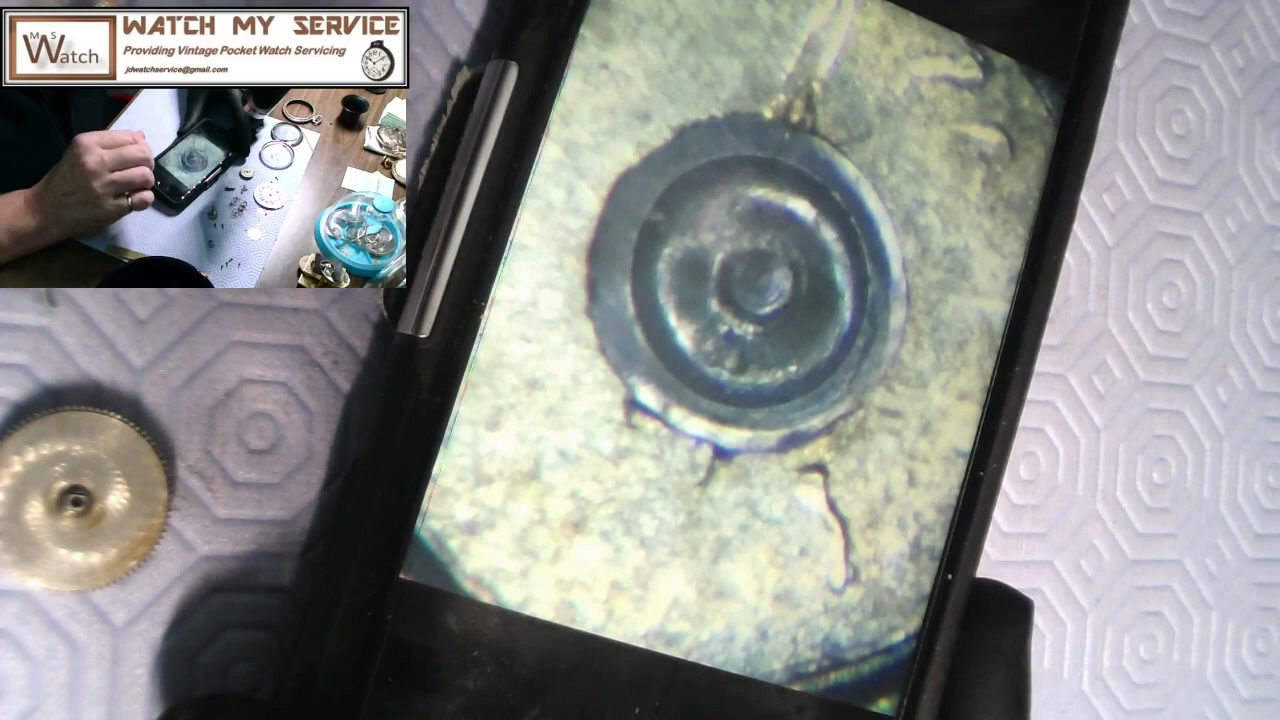 M S
Watch
WATCH MY SERVICE
Providing Vintage Pocket Watch Servicing
jdwatchservice@gmail.com